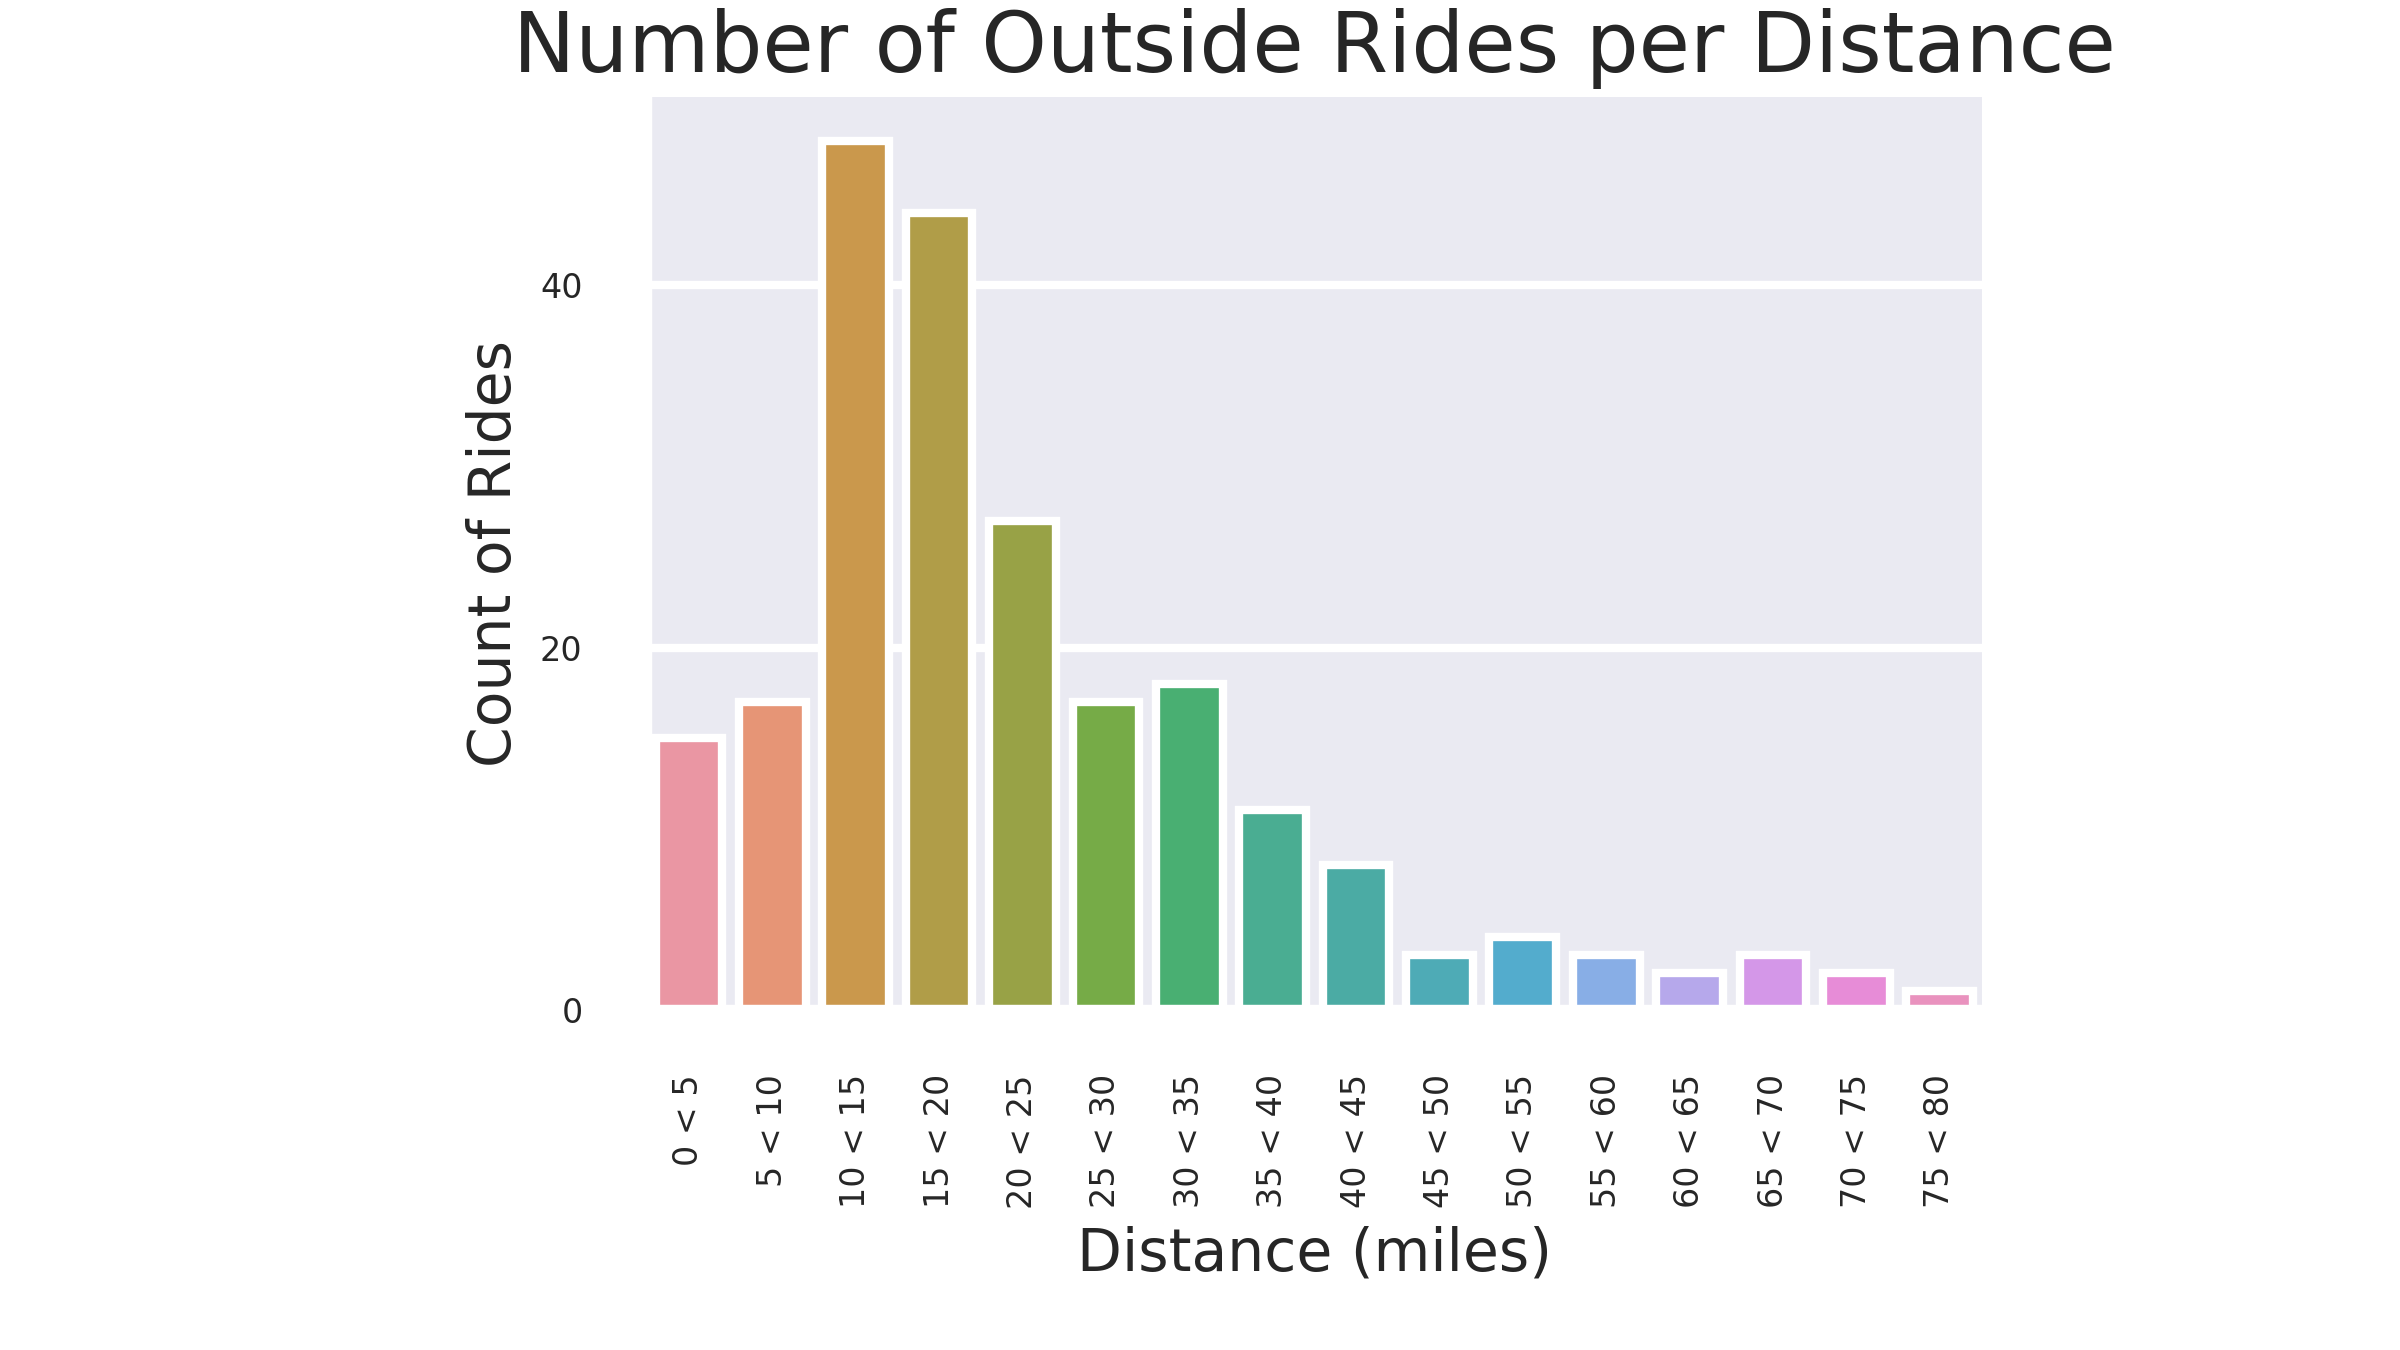 Number of Outside Rides per Distance
Count of Rides
40
20
0
0 < 5
5 < 10
10 < 15
15 < 20
20 < 25
25 < 30
30 < 35
35 < 40
40 < 45
45 < 50
50 < 55
55 < 60
60 < 65
65 < 70
70 < 75
75 < 80
Distance (miles)